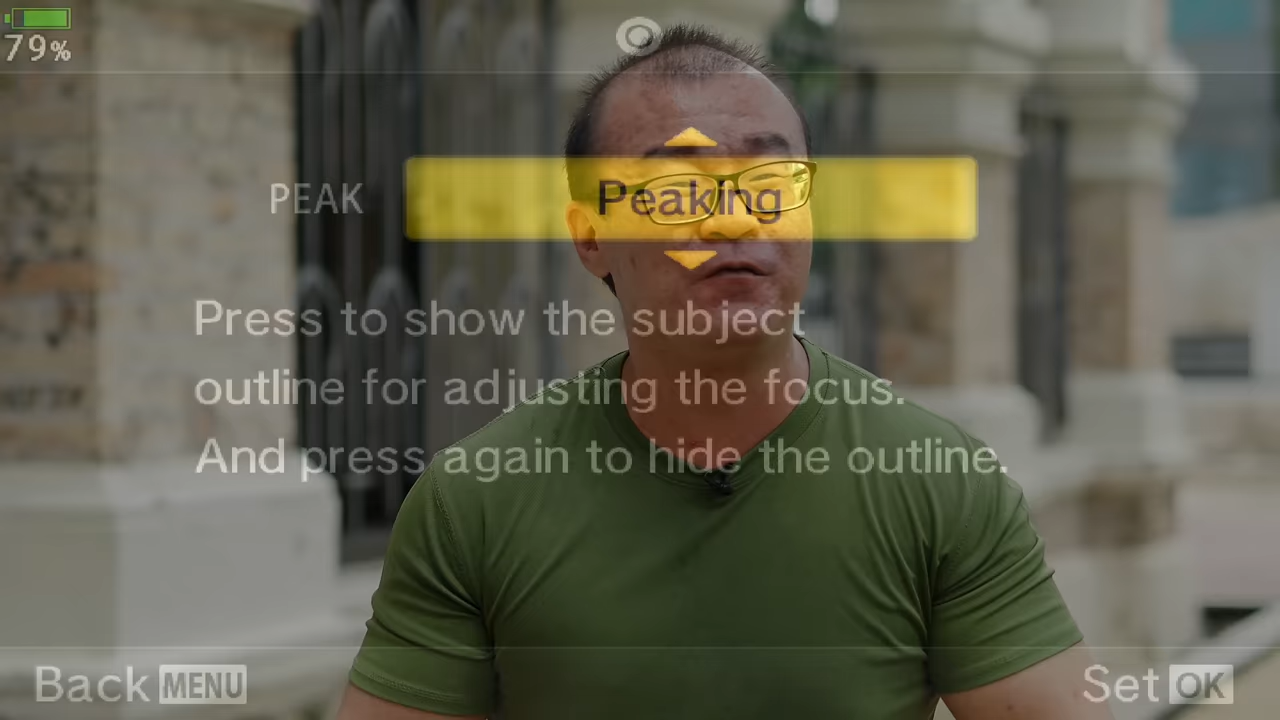 79%
PEAK
Peaking
Press to show the subject
outline for adjusting the focus.
And press again to hide the outline.
Back MENU
Set OK